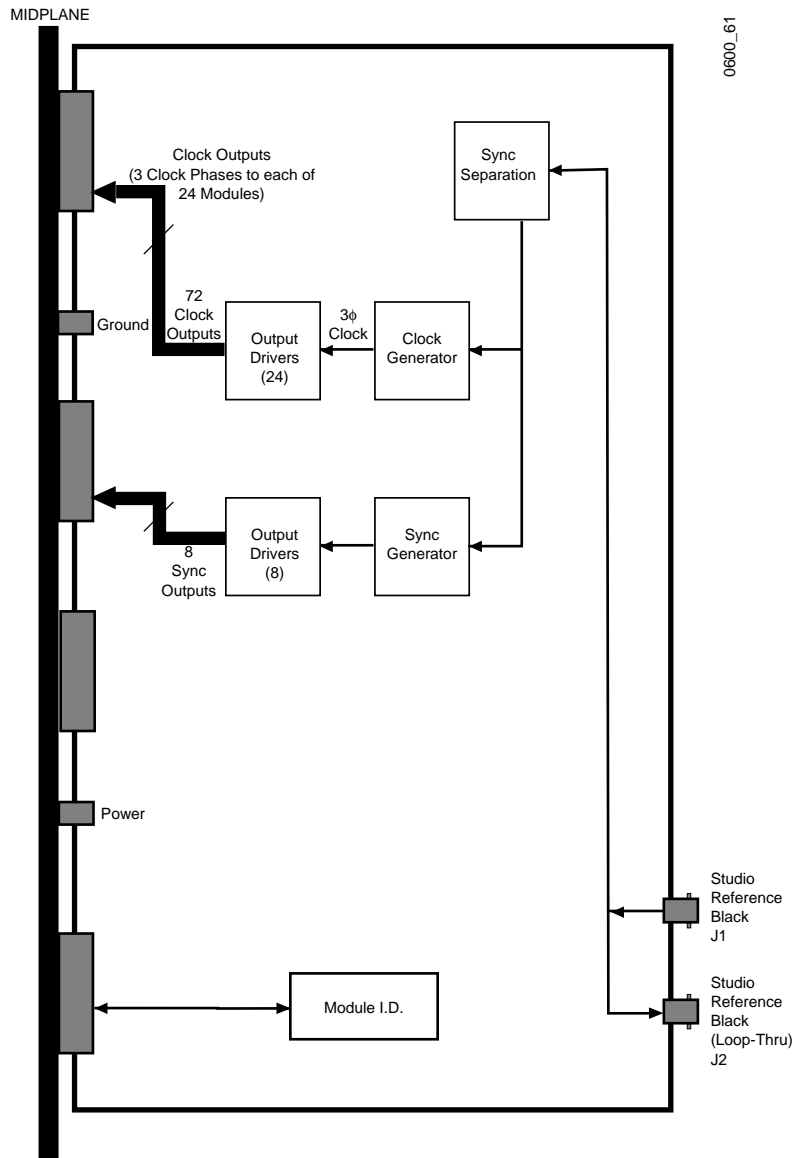 MIDPLANE
0600_61
Clock Outputs
(3 Clock Phases to each of
24 Modules)
Sync
Separation
72
Clock
Outputs
Ground
Output
Drivers
(24)
3ϕ
Clock
Clock
Generator
8
Sync
Outputs
Output
Drivers
(8)
Sync
Generator
Power
Studio
Reference
Black
J1
Module I.D.
Studio
Reference
Black
(Loop-Thru)
J2